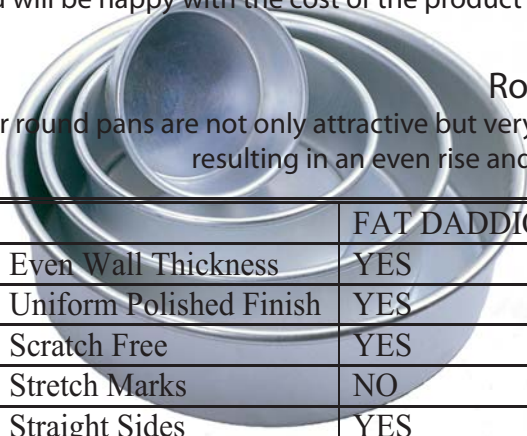 will be happy with the cost of the product
Ro
r round pans are not only attractive but very
resulting in an even rise and
FAT DADDIO
Even Wall Thickness YES
Uniform Polished Finish YES
Scratch Free YES
Stretch Marks NO
Straight Sides YES